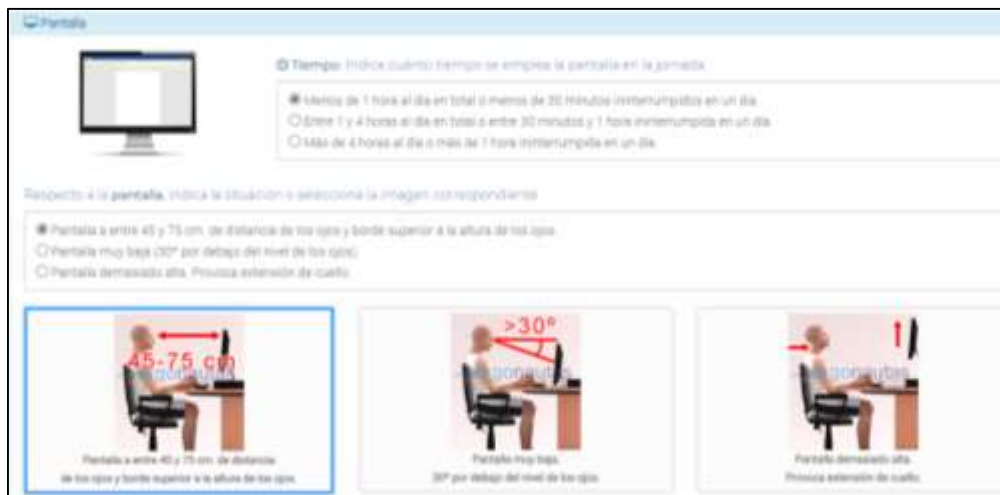 Pantalla
Tiempo: Indica cuánto tiempo se emplea la pantalla en la jornada
Menos de 1 hora al día en total o menos de 30 minutos ininterrumpidos en un día.
Entre 1 y 4 horas al día en total o entre 30 minutos y 1 hora ininterrumpida en un día.
Más de 4 horas al día o más de 1 hora ininterrumpida en un día.
Respecto a la pantalla, indica la situación o selecciona la imagen correspondiente
Pantalla a entre 45 y 75 cm. de distancia de los ojos y borde superior a la altura de los ojos.
Pantalla muy baja (30º por debajo del nivel de los ojos).
Pantalla demasiado alta. Provoca extensión de cuello.
45-75 cm
>30º
Pantalla a entre 45 y 75 cm. de distancia
de los ojos y borde superior a la altura de los ojos.
Pantalla muy baja.
30º por debajo del nivel de los ojos.
Pantalla demasiado alta.
Provoca extensión de cuello.